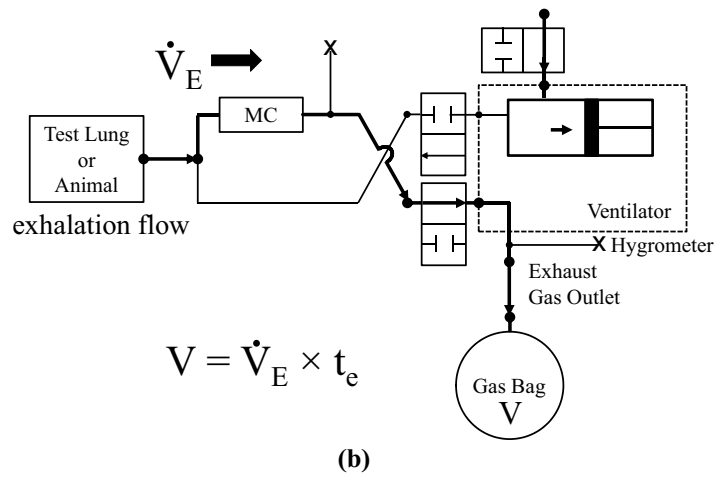 V̇E
MC
X
Test Lung
or
Animal
exhalation flow
Ventilator
X Hygrometer
Exhaust
Gas Outlet
V = V̇E × te
Gas Bag
V
(b)